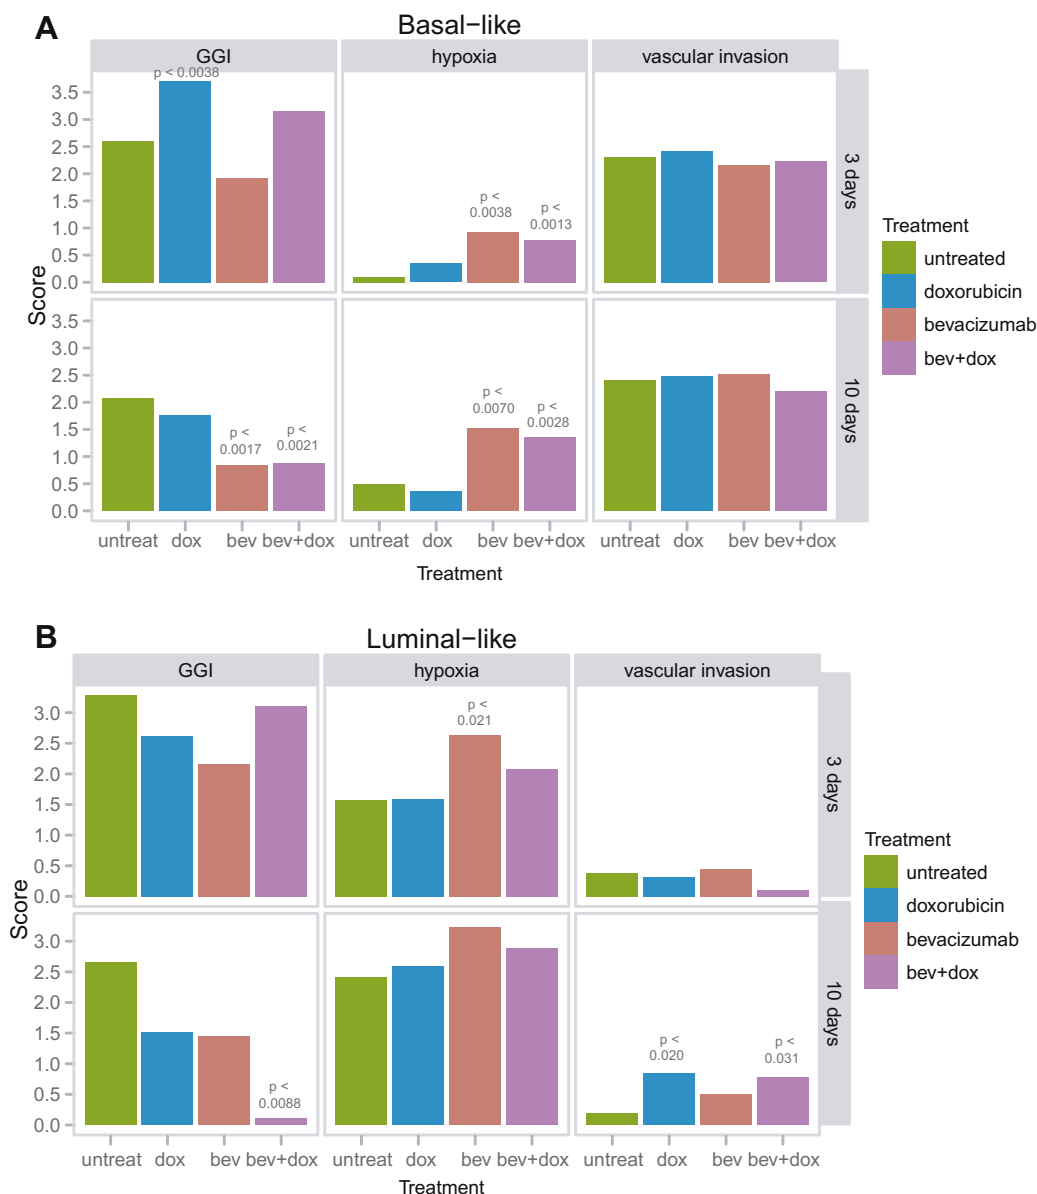 A
Basal−like
GGI
hypoxia
vascular invasion
p < 0.0038
3.5
3.0
2.5
2.0
1.5
1.0
0.5
0.0
p <
0.0038
p <
0.0013
3 days
3.5
3.0
2.5
2.0
1.5
1.0
0.5
0.0
p <
0.0017
p <
0.0021
p <
0.0070
p <
0.0028
10 days
Score
untreat dox bev bev+dox
untreat dox bev bev+dox
untreat dox bev bev+dox
Treatment
Treatment
untreated
doxorubicin
bevacizumab
bev+dox
B
Luminal−like
GGI
hypoxia
vascular invasion
3.0
2.5
2.0
1.5
1.0
0.5
0.0
p <
0.021
3 days
3.0
2.5
2.0
1.5
1.0
0.5
0.0
p <
0.0088
p <
0.020
p <
0.031
10 days
Score
untreat dox bev bev+dox
untreat dox bev bev+dox
untreat dox bev bev+dox
Treatment
Treatment
untreated
doxorubicin
bevacizumab
bev+dox